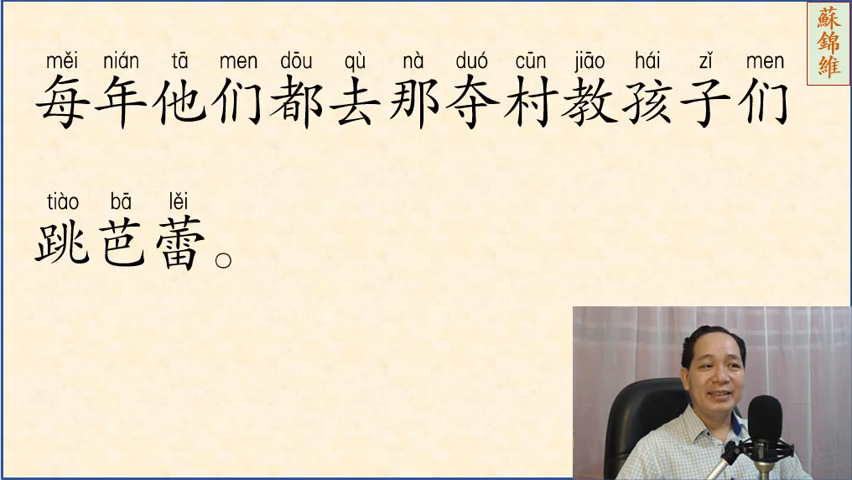 蘇錦維
měi nián tā men dōu qù nà duó cūn jiāo hái zǐ men
每年他们都去那夺村教孩子们
tiào bā lěi
跳芭蕾。